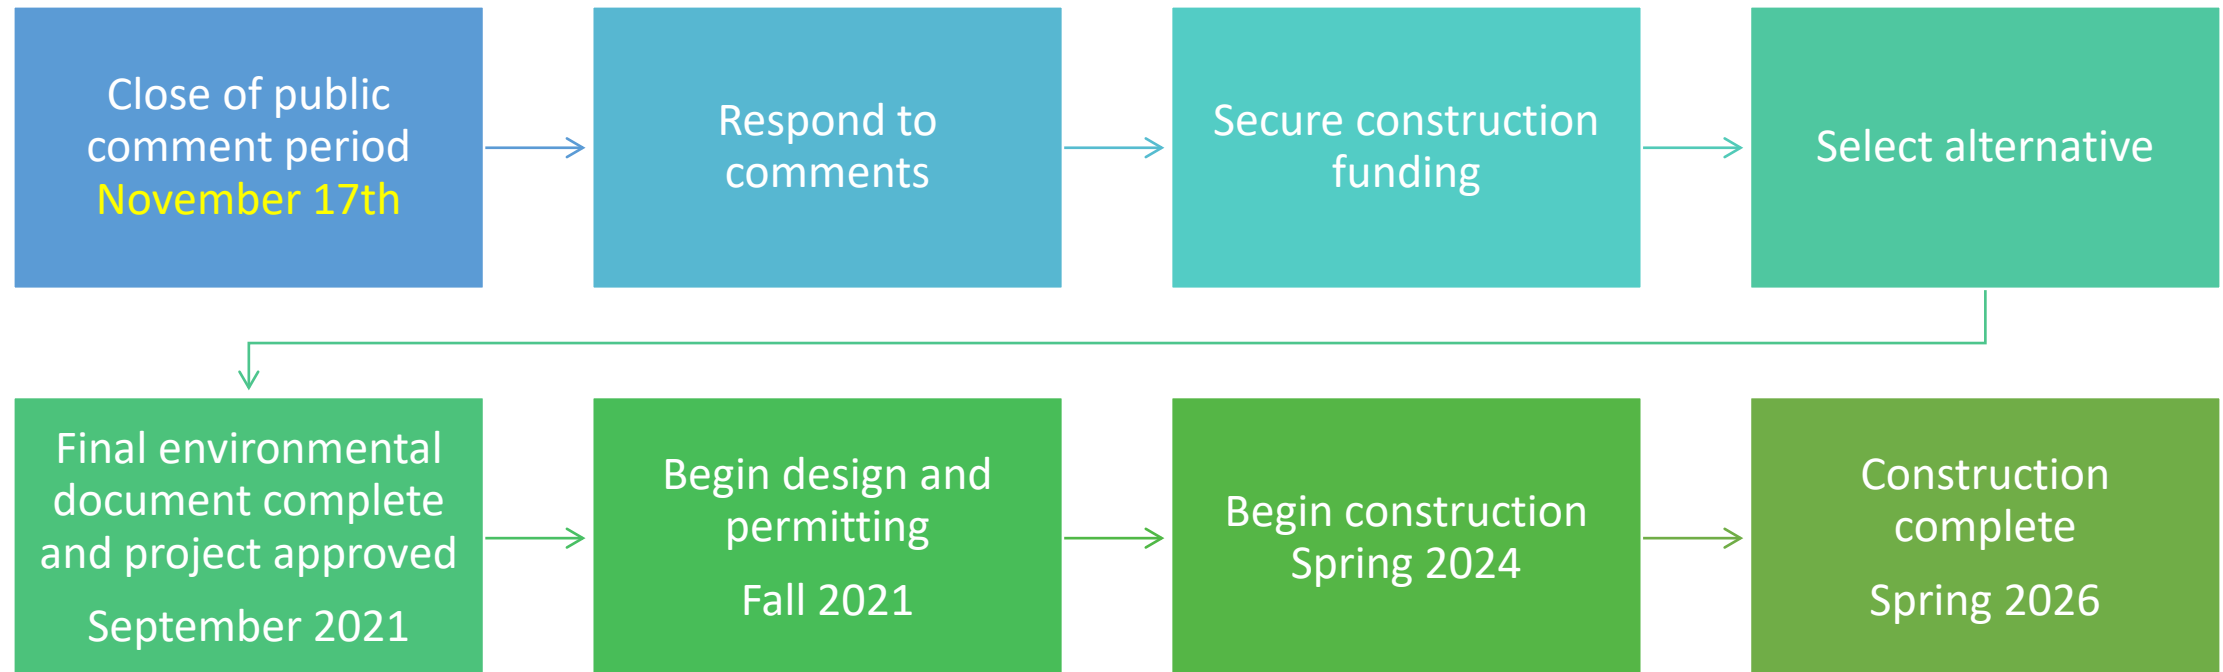 Close of public
comment period
November 17th
Respond to
comments
Secure construction
funding
Select alternative
Final environmental
document complete
and project approved
September 2021
Begin design and
permitting
Fall 2021
Begin construction
Spring 2024
Construction
complete
Spring 2026